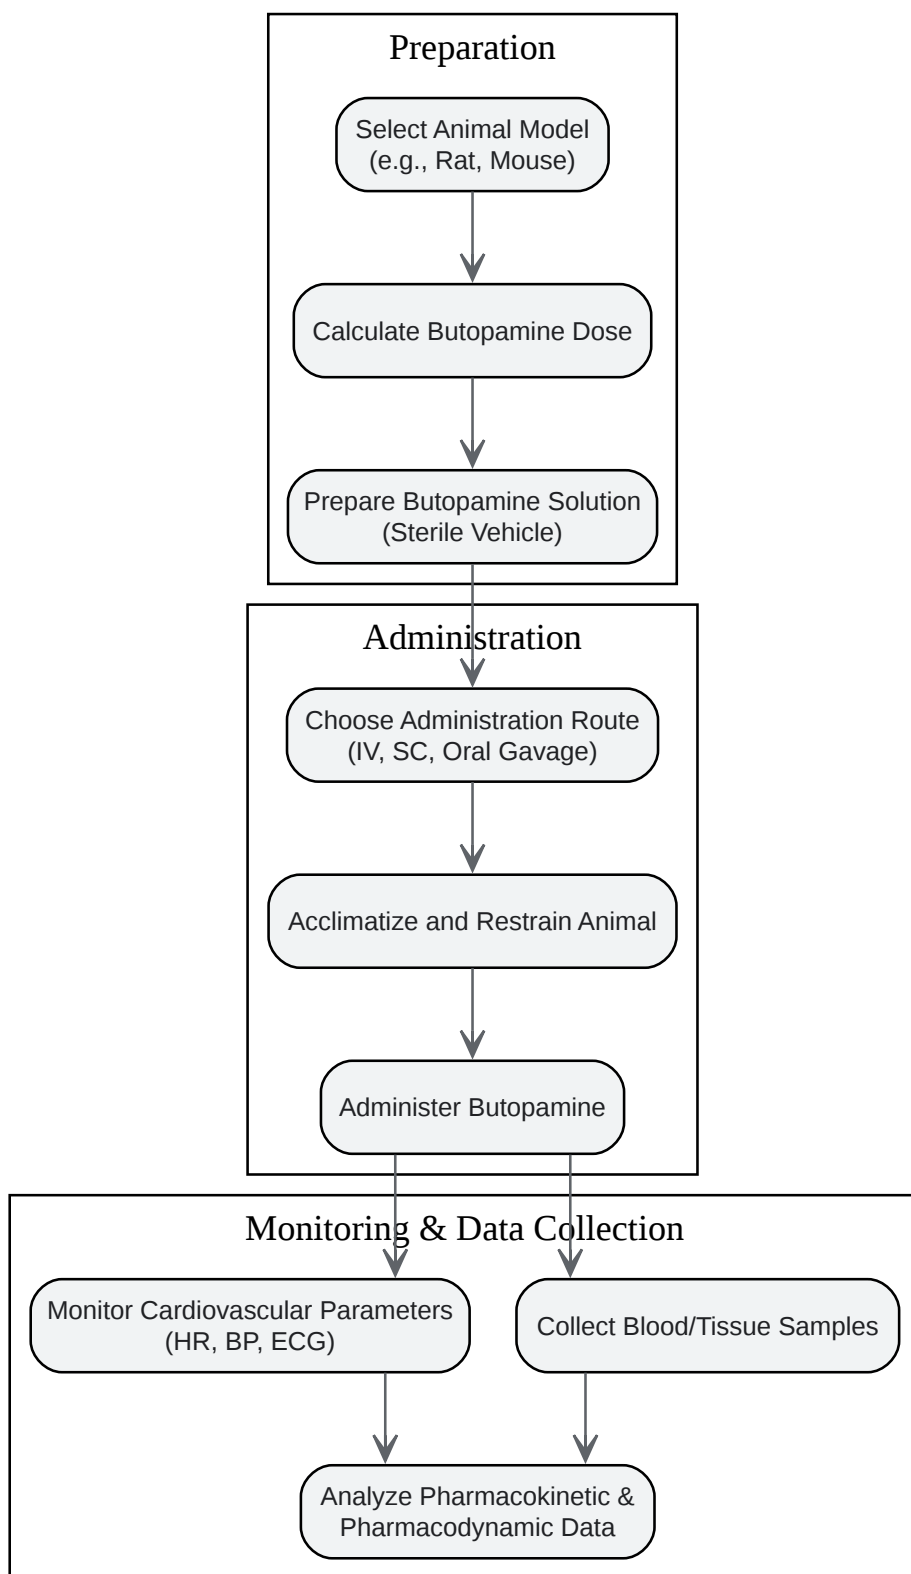 Preparation
Select Animal Model
(e.g., Rat, Mouse)
Calculate Butopamine Dose
Prepare Butopamine Solution
(Sterile Vehicle)
Administration
Choose Administration Route
(IV, SC, Oral Gavage)
Acclimatize and Restrain Animal
Administer Butopamine
Monitoring & Data Collection
Monitor Cardiovascular Parameters
(HR, BP, ECG)
Collect Blood/Tissue Samples
Analyze Pharmacokinetic &
Pharmacodynamic Data